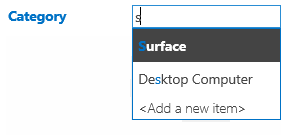 Category
s
Surface
Desktop Computer
<Add a new item>